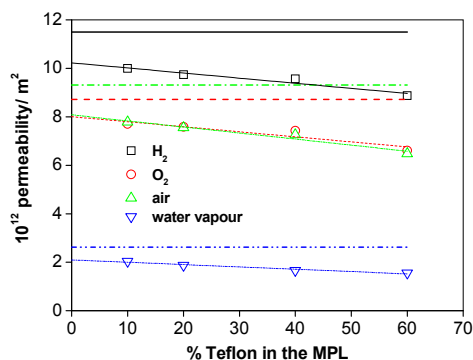 12
10
8
6
4
2
0
10¹² permeability/ m²
H₂
O₂
air
water vapour
0 10 20 30 40 50 60 70
% Teflon in the MPL